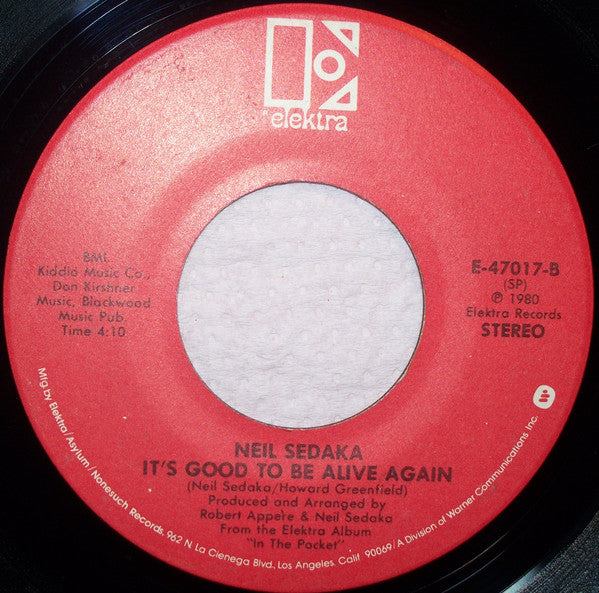 elektra
BMI.
Kiddio Music Co.,
Don Kirshner
Music, Blackwood
Music Pub.
Time 4:10
E-47017-B
(SP)
℗ 1980
Elektra Records
STEREO
NEIL SEDAKA
IT'S GOOD TO BE ALIVE AGAIN
(Neil Sedaka/Howard Greenfield)
Produced and Arranged by
Robert Appere & Neil Sedaka
From the Elektra Album
"In The Pocket"
Mfg by Elektra/Asylum/Nonesuch Records, 962 N La Cienega Blvd, Los Angeles. Calif 90069/A Division of Warner Communications Inc.